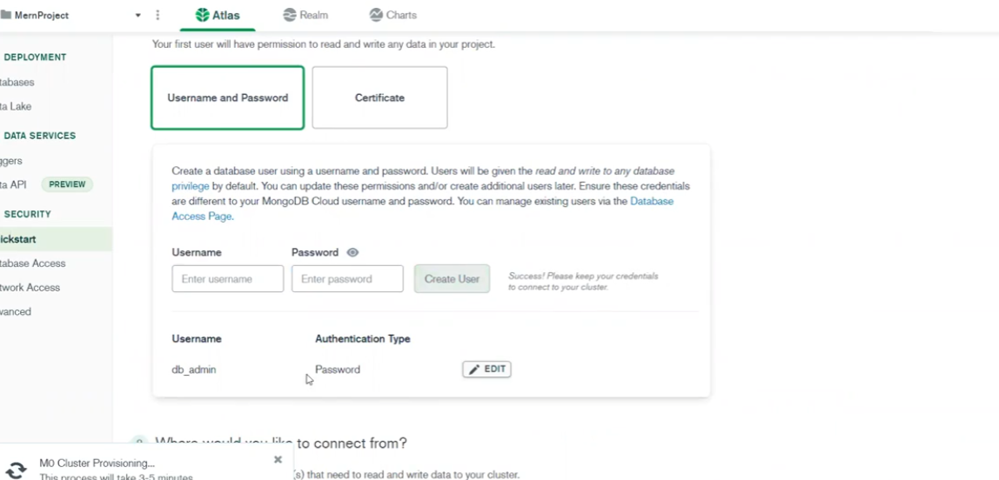 MernProject
Atlas
Realm
Charts
Your first user will have permission to read and write any data in your project.
DEPLOYMENT
tabases
ta Lake
DATA SERVICES
ggers
ta API PREVIEW
SECURITY
ickstart
tabase Access
twork Access
vanced
Username and Password
Certificate
Create a database user using a username and password. Users will be given the read and write to any database
privilege by default. You can update these permissions and/or create additional users later. Ensure these credentials
are different to your MongoDB Cloud username and password. You can manage existing users via the Database
Access Page.
Username
Password
Enter username
Enter password
Create User
Success! Please keep your credentials
to connect to your cluster.
Username
Authentication Type
db_admin
Password
EDIT
Where would you like to connect from?
(s) that need to read and write data to your cluster.
M0 Cluster Provisioning...
This process will take 3-5 minutes